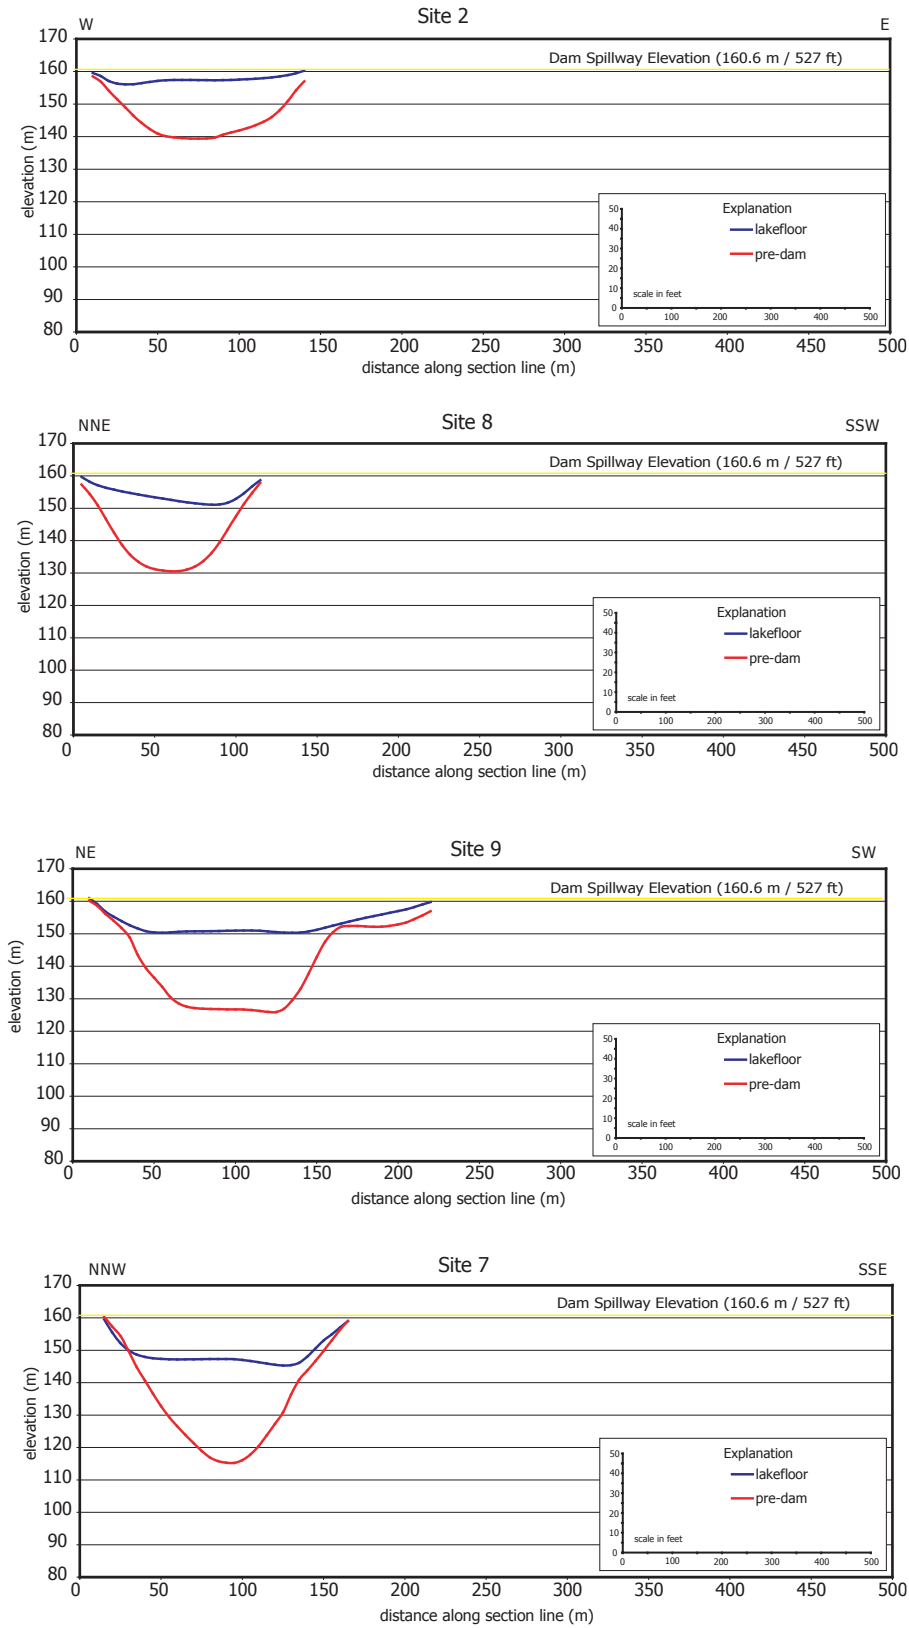 Site 2
W E
170
160
150
140
130
120
110
100
90
80
elevation (m)
Dam Spillway Elevation (160.6 m / 527 ft)
Explanation
lakefloor
pre-dam
50
40
30
20
10
0
scale in feet
0 100 200 300 400 500
0 50 100 150 200 250 300 350 400 450 500
distance along section line (m)
Site 8
NNE SSW
170
160
150
140
130
120
110
100
90
80
elevation (m)
Dam Spillway Elevation (160.6 m / 527 ft)
Explanation
lakefloor
pre-dam
50
40
30
20
10
0
scale in feet
0 100 200 300 400 500
0 50 100 150 200 250 300 350 400 450 500
distance along section line (m)
Site 9
NE SW
170
160
150
140
130
120
110
100
90
80
elevation (m)
Dam Spillway Elevation (160.6 m / 527 ft)
Explanation
lakefloor
pre-dam
50
40
30
20
10
0
scale in feet
0 100 200 300 400 500
0 50 100 150 200 250 300 350 400 450 500
distance along section line (m)
Site 7
NNW SSE
170
160
150
140
130
120
110
100
90
80
elevation (m)
Dam Spillway Elevation (160.6 m / 527 ft)
Explanation
lakefloor
pre-dam
50
40
30
20
10
0
scale in feet
0 100 200 300 400 500
0 50 100 150 200 250 300 350 400 450 500
distance along section line (m)